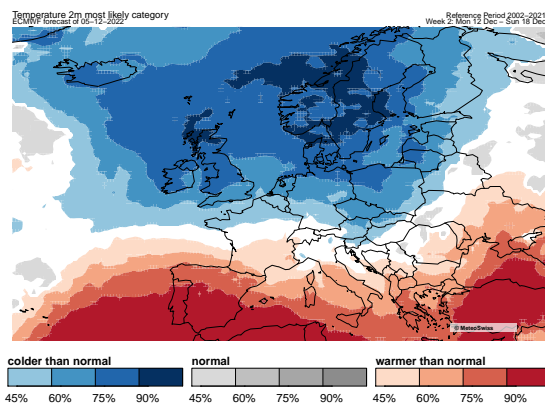 Temperature 2m most likely category
Reference Period 2002–2021
ECMWF forecast of 05–12–2022
Week 2: Mon 12 Dec – Sun 18 Dec
© MeteoSwiss
colder than normal
normal
warmer than normal
45% 60% 75% 90%
45% 60% 75% 90%
45% 60% 75% 90%